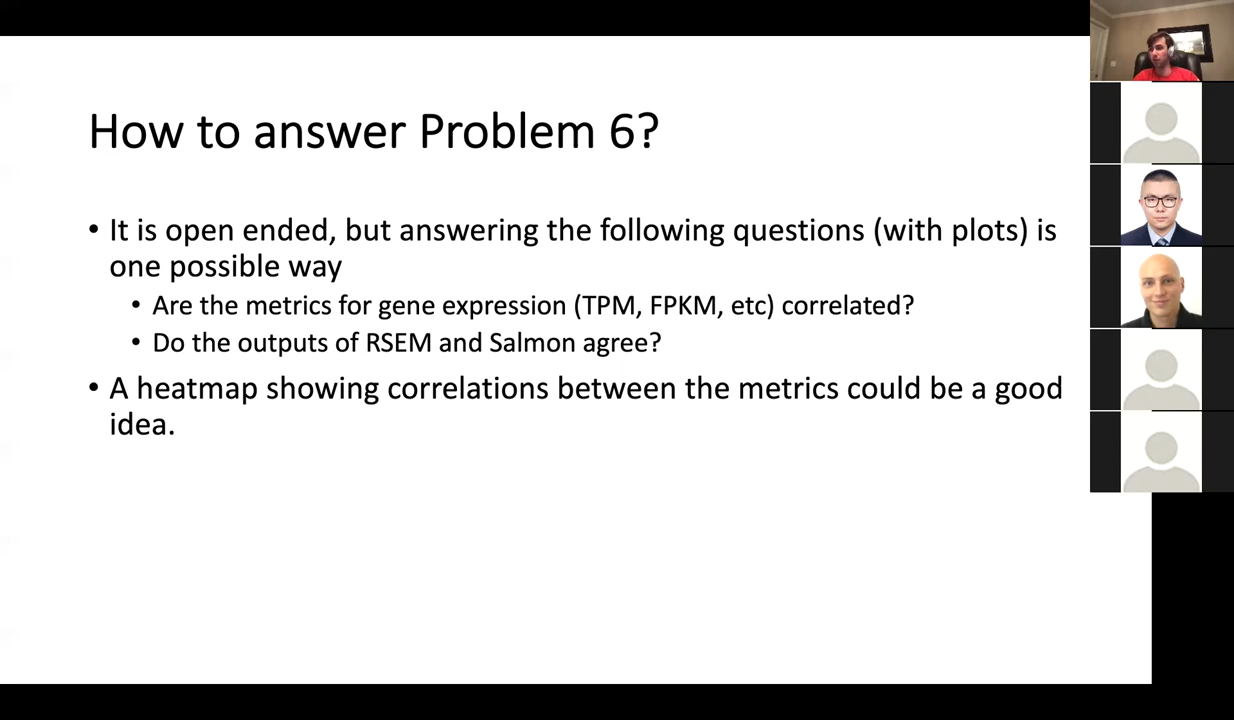 How to answer Problem 6?
• It is open ended, but answering the following questions (with plots) is
one possible way
• Are the metrics for gene expression (TPM, FPKM, etc) correlated?
• Do the outputs of RSEM and Salmon agree?
• A heatmap showing correlations between the metrics could be a good
idea.